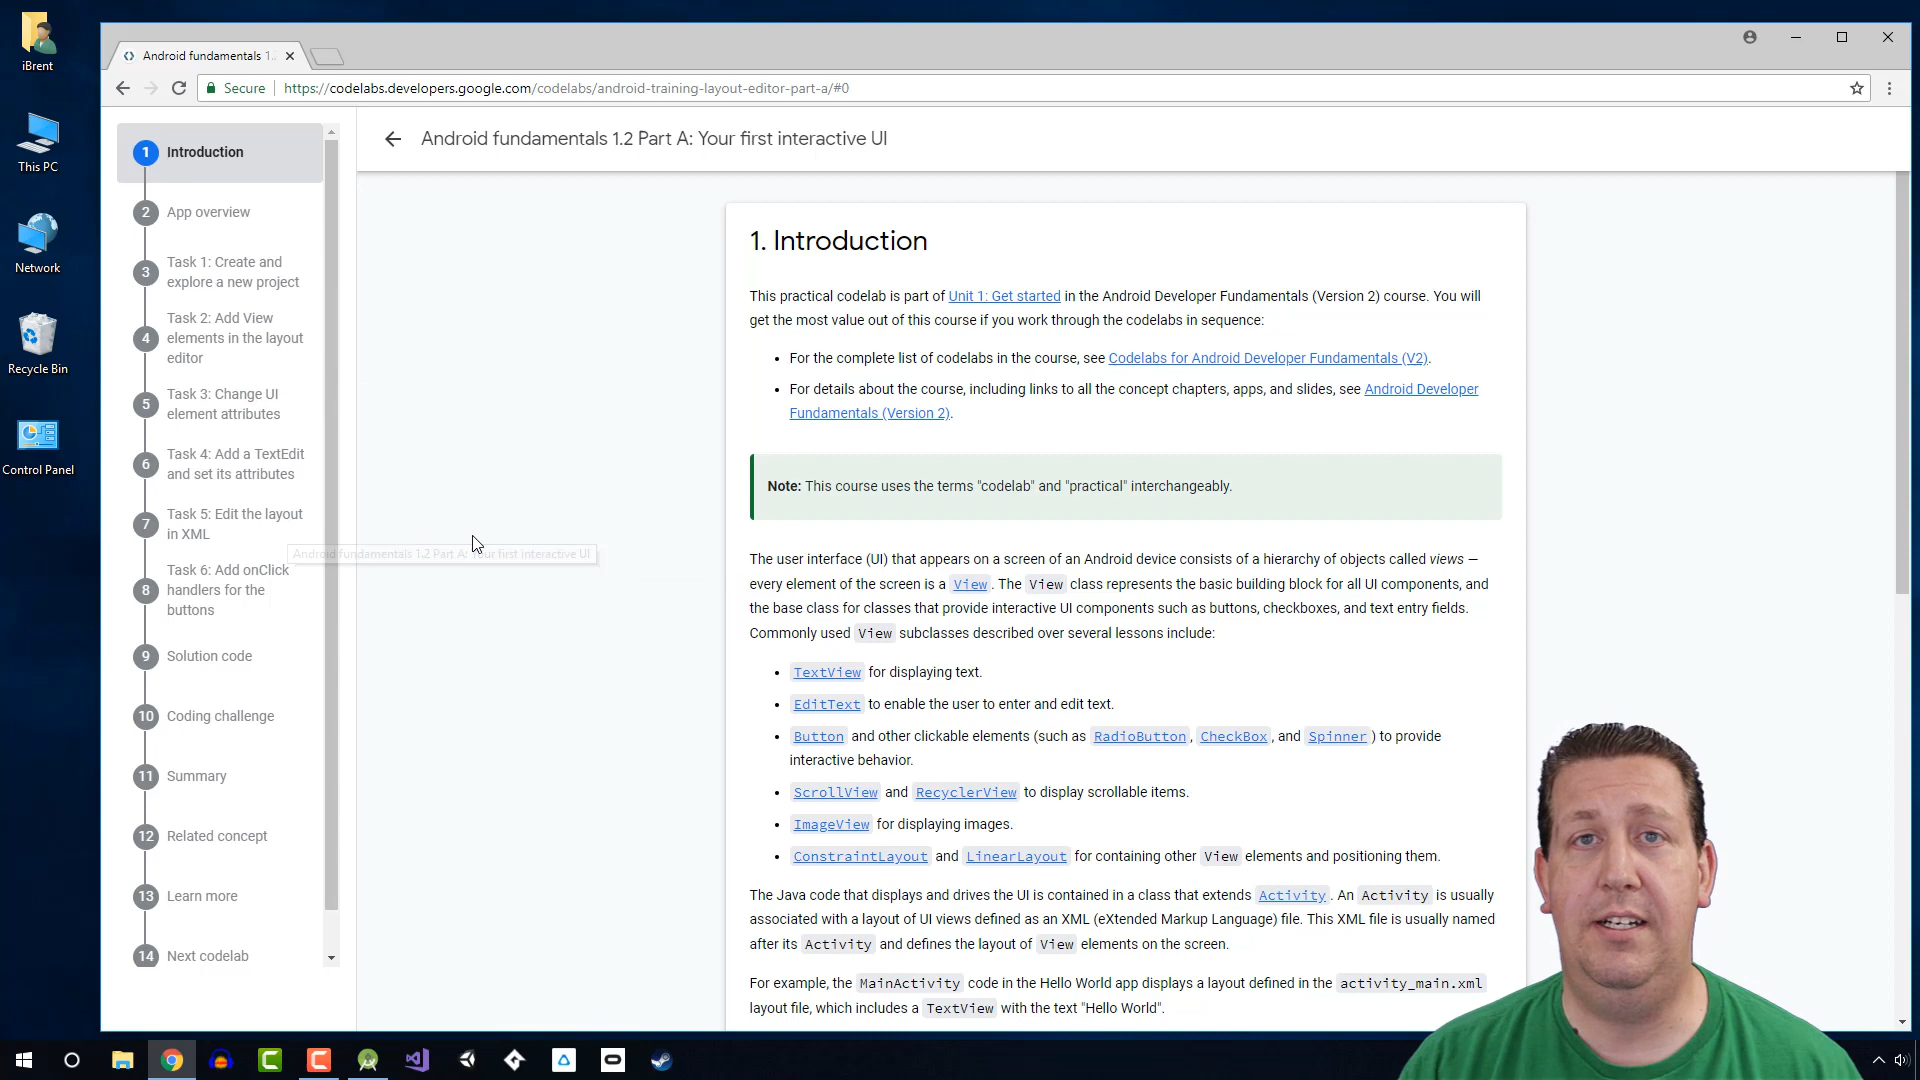 iBrent
This PC
Network
Recycle Bin
Control Panel
Android fundamentals 1.
Secure
https://codelabs.developers.google.com/codelabs/android-training-layout-editor-part-a/#0
Android fundamentals 1.2 Part A: Your first interactive UI
1 Introduction
2 App overview
3 Task 1: Create and
explore a new project
4 Task 2: Add View
elements in the layout
editor
5 Task 3: Change UI
element attributes
6 Task 4: Add a TextEdit
and set its attributes
7 Task 5: Edit the layout
in XML
Android fundamentals 1.2 Part A: Your first interactive UI
8 Task 6: Add onClick
handlers for the
buttons
9 Solution code
10 Coding challenge
11 Summary
12 Related concept
13 Learn more
14 Next codelab
1. Introduction
This practical codelab is part of Unit 1: Get started in the Android Developer Fundamentals (Version 2) course. You will
get the most value out of this course if you work through the codelabs in sequence:
• For the complete list of codelabs in the course, see Codelabs for Android Developer Fundamentals (V2).
• For details about the course, including links to all the concept chapters, apps, and slides, see Android Developer
Fundamentals (Version 2).
Note: This course uses the terms "codelab" and "practical" interchangeably.
The user interface (UI) that appears on a screen of an Android device consists of a hierarchy of objects called views —
every element of the screen is a View. The View class represents the basic building block for all UI components, and
the base class for classes that provide interactive UI components such as buttons, checkboxes, and text entry fields.
Commonly used View subclasses described over several lessons include:
• TextView for displaying text.
• EditText to enable the user to enter and edit text.
• Button and other clickable elements (such as RadioButton, CheckBox, and Spinner) to provide
interactive behavior.
• ScrollView and RecyclerView to display scrollable items.
• ImageView for displaying images.
• ConstraintLayout and LinearLayout for containing other View elements and positioning them.
The Java code that displays and drives the UI is contained in a class that extends Activity. An Activity is usually
associated with a layout of UI views defined as an XML (eXtended Markup Language) file. This XML file is usually named
after its Activity and defines the layout of View elements on the screen.
For example, the MainActivity code in the Hello World app displays a layout defined in the activity_main.xml
layout file, which includes a TextView with the text "Hello World".